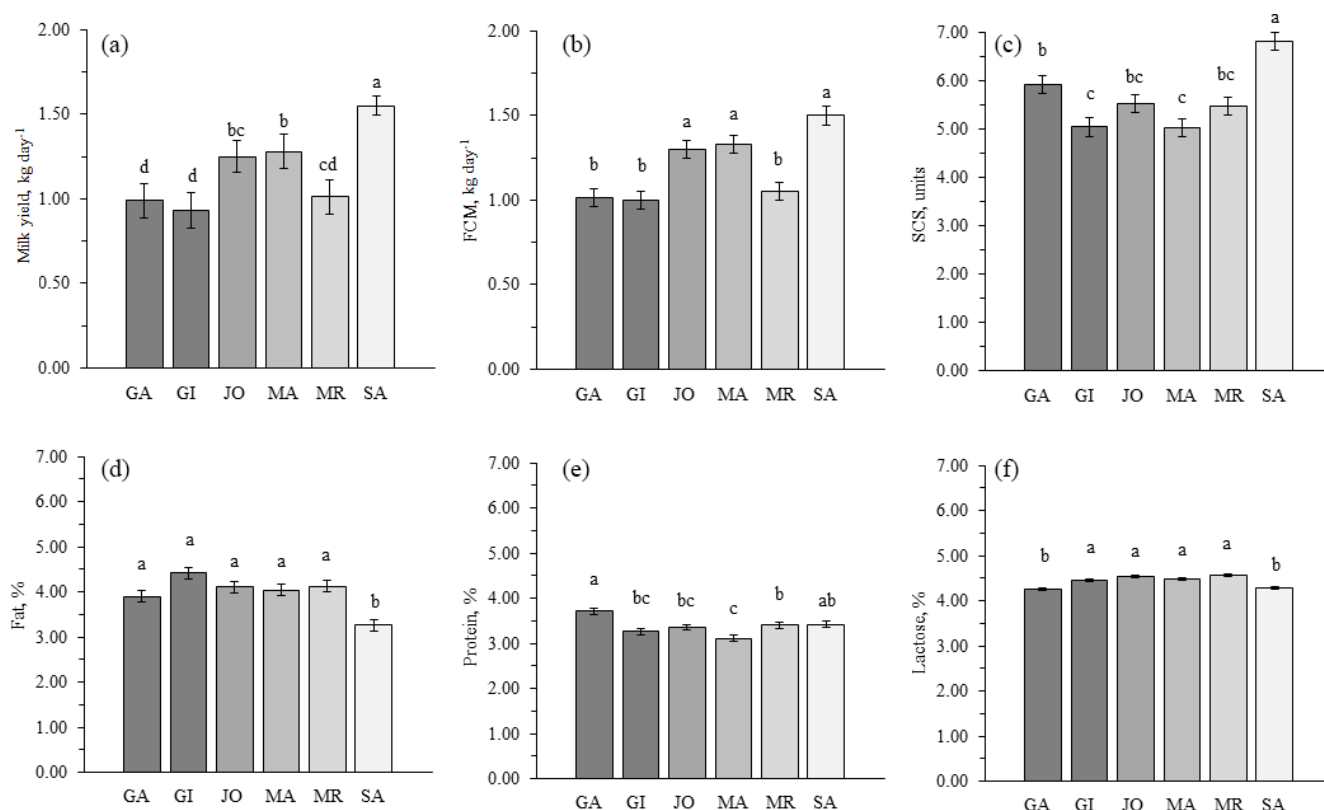 (a)
Milk yield, kg day-1
2.00
1.50
1.00
0.50
0.00
d
d
bc
b
cd
a
GA GI JO MA MR SA
(b)
FCM, kg day-1
2.00
1.50
1.00
0.50
0.00
b
b
a
a
b
a
GA GI JO MA MR SA
(c)
SCS, units
7.00
6.00
5.00
4.00
3.00
2.00
1.00
0.00
b
c
bc
c
bc
a
GA GI JO MA MR SA
(d)
Fat, %
7.00
6.00
5.00
4.00
3.00
2.00
1.00
0.00
a
a
a
a
a
b
GA GI JO MA MR SA
(e)
Protein, %
7.00
6.00
5.00
4.00
3.00
2.00
1.00
0.00
a
bc
bc
c
b
ab
GA GI JO MA MR SA
(f)
Lactose, %
7.00
6.00
5.00
4.00
3.00
2.00
1.00
0.00
b
a
a
a
a
b
GA GI JO MA MR SA